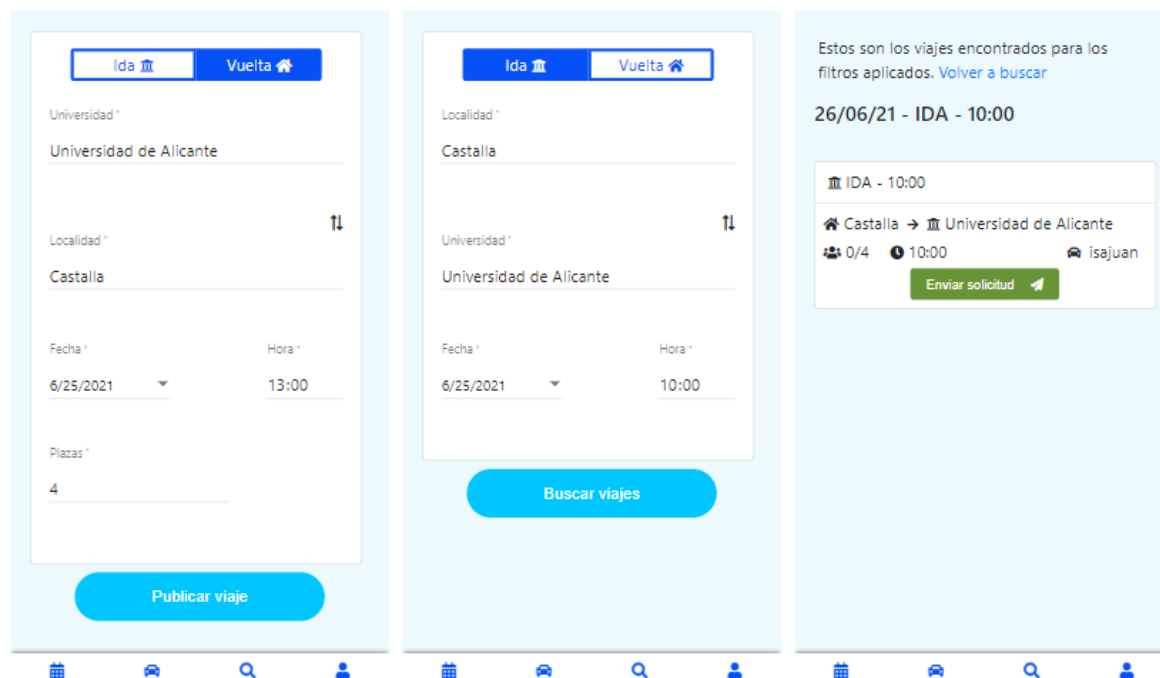 Ida Vuelta
Universidad *
Universidad de Alicante
Localidad *
Castalla
Fecha * Hora *
6/25/2021 13:00
Plazas *
4
Publicar viaje
Ida Vuelta
Localidad *
Castalla
Universidad *
Universidad de Alicante
Fecha * Hora *
6/25/2021 10:00
Buscar viajes
Estos son los viajes encontrados para los
filtros aplicados. Volver a buscar
26/06/21 - IDA - 10:00
IDA - 10:00
Castalla → Universidad de Alicante
0/4 10:00 isajuan
Enviar solicitud